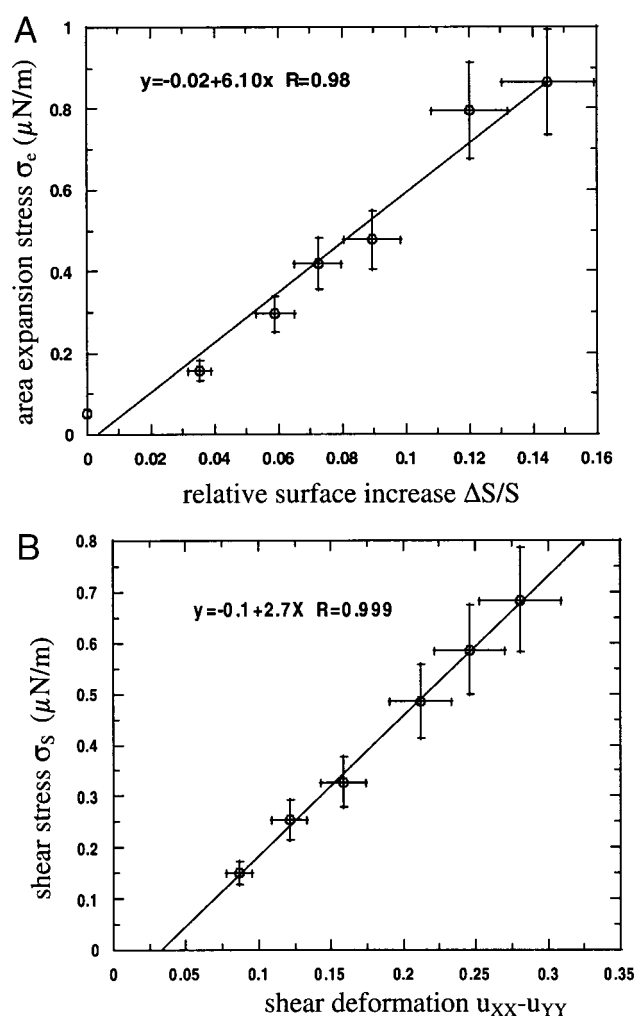 A
area expansion stress σe (μN/m)
1
0.8
0.6
0.4
0.2
0
y=-0.02+6.10x R=0.98
0 0.02 0.04 0.06 0.08 0.1 0.12 0.14 0.16
relative surface increase ΔS/S
B
shear stress σS (μN/m)
0.8
0.7
0.6
0.5
0.4
0.3
0.2
0.1
0
y=-0.1+2.7X R=0.999
0 0.05 0.1 0.15 0.2 0.25 0.3 0.35
shear deformation uXX-uYY